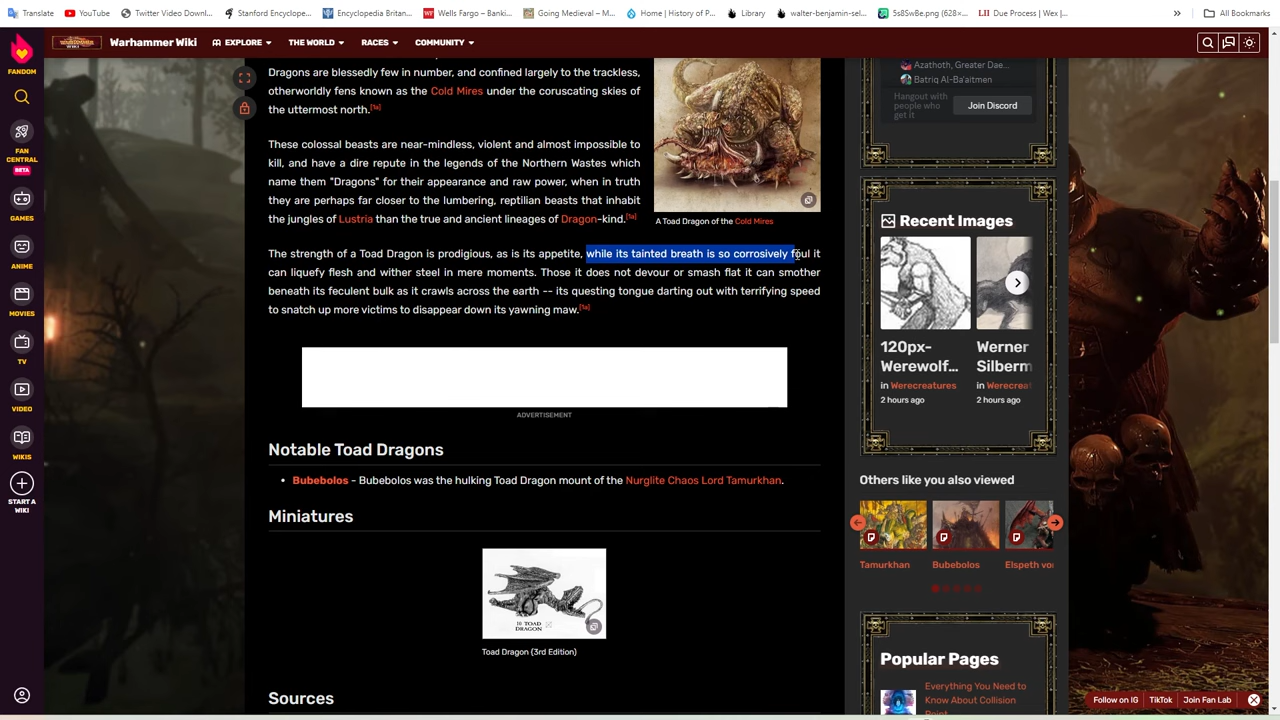 Translate
YouTube
Twitter Video Downl...
Stanford Encyclope...
Encyclopedia Britan...
Wells Fargo – Banki...
Going Medieval – M...
Home | History of P...
Library
walter-benjamin-sel...
5s8SwBe.png (628×...
LII Due Process | Wex |...
»
All Bookmarks
FANDOM
FAN CENTRAL
BETA
GAMES
ANIME
MOVIES
TV
VIDEO
WIKIS
START A WIKI
Warhammer Wiki
EXPLORE
THE WORLD
RACES
COMMUNITY
Dragons are blessedly few in number, and confined largely to the trackless,
otherworldly fens known as the Cold Mires under the coruscating skies of
the uttermost north.[1a]
These colossal beasts are near-mindless, violent and almost impossible to
kill, and have a dire repute in the legends of the Northern Wastes which
name them "Dragons" for their appearance and raw power, when in truth
they are perhaps far closer to the lumbering, reptilian beasts that inhabit
the jungles of Lustria than the true and ancient lineages of Dragon-kind.[1a]
A Toad Dragon of the Cold Mires
The strength of a Toad Dragon is prodigious, as is its appetite, while its tainted breath is so corrosively foul it
can liquefy flesh and wither steel in mere moments. Those it does not devour or smash flat it can smother
beneath its feculent bulk as it crawls across the earth -- its questing tongue darting out with terrifying speed
to snatch up more victims to disappear down its yawning maw.[1a]
ADVERTISEMENT
Notable Toad Dragons
• Bubebolos - Bubebolos was the hulking Toad Dragon mount of the Nurglite Chaos Lord Tamurkhan.
Miniatures
TOAD
DRAGON
Toad Dragon (3rd Edition)
Sources
Azathoth, Greater Dae...
Batriq Al-Ba'aitmen
Hangout with
people who
get it
Join Discord
Recent Images
120px-
Werewolf...
in Werecreatures
2 hours ago
Werner
Silberm
in Werecreat
2 hours ago
Others like you also viewed
Tamurkhan
Bubebolos
Elspeth vo
Popular Pages
Everything You Need to
Know About Collision
Point
Follow on IG
TikTok
Join Fan Lab